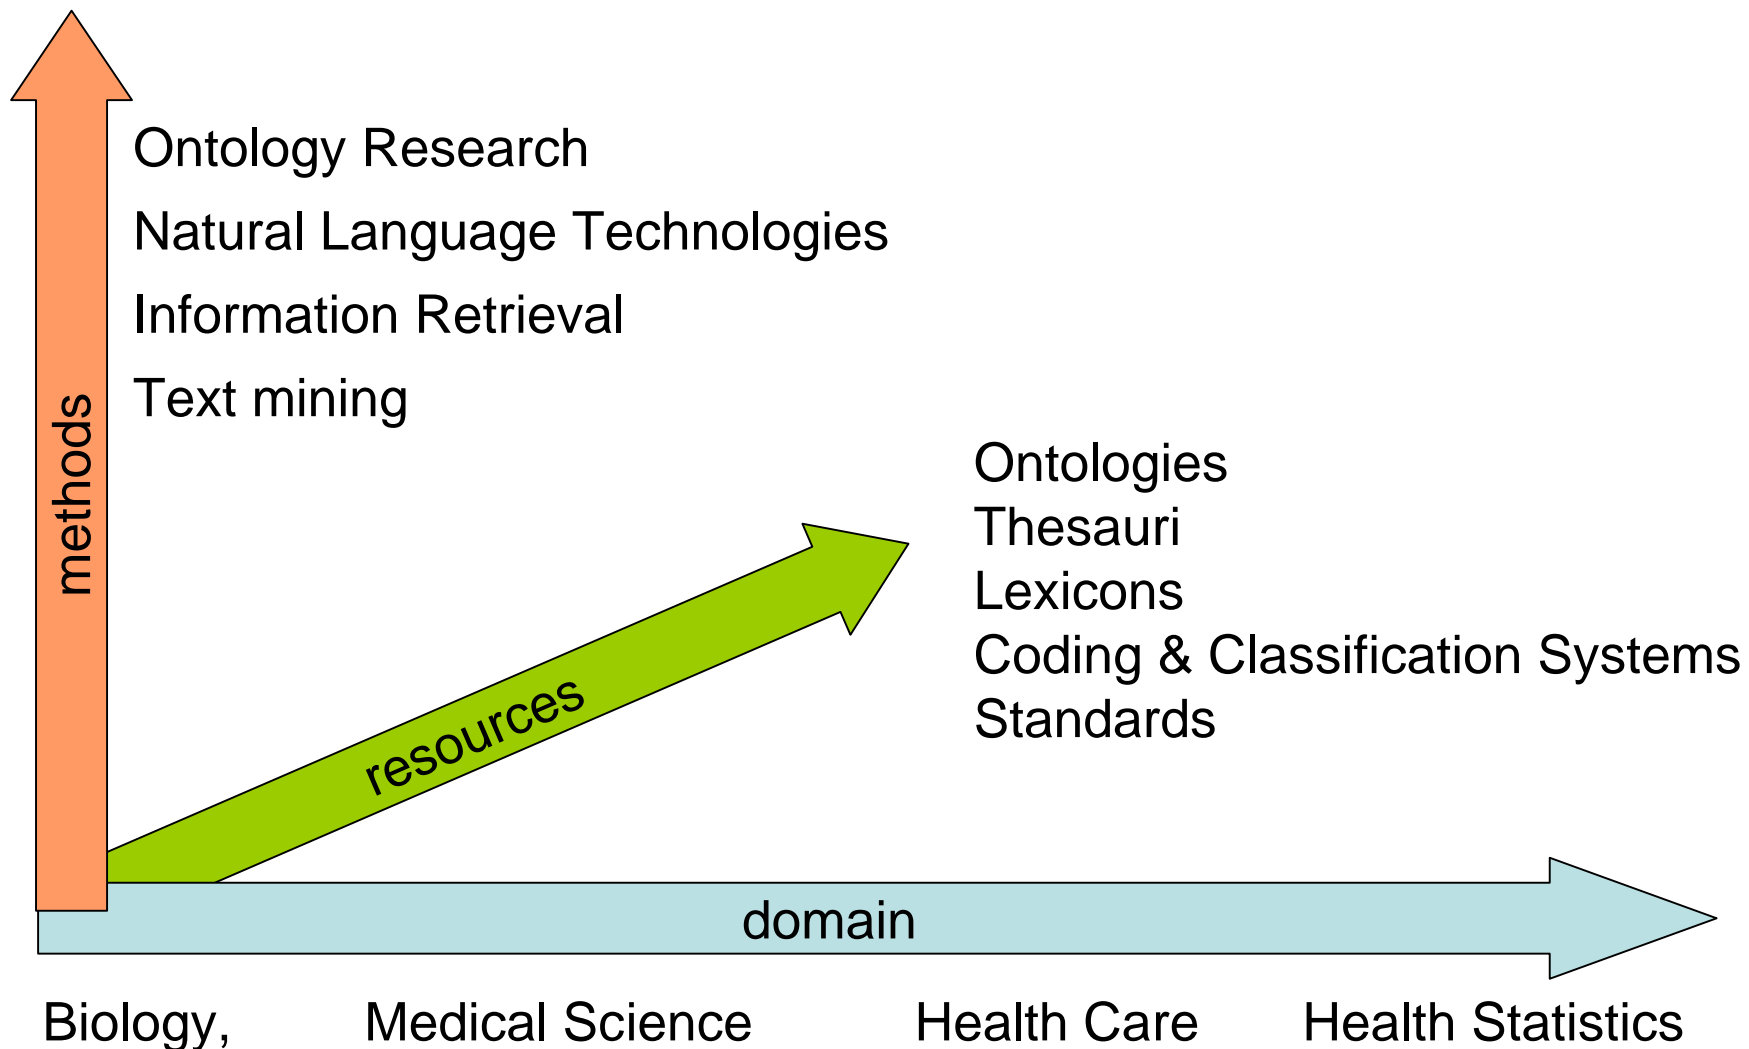 Ontology Research
Natural Language Technologies
Information Retrieval
Text mining
methods
Ontologies
Thesauri
Lexicons
Coding & Classification Systems
Standards
resources
domain
Biology, Medical Science Health Care Health Statistics